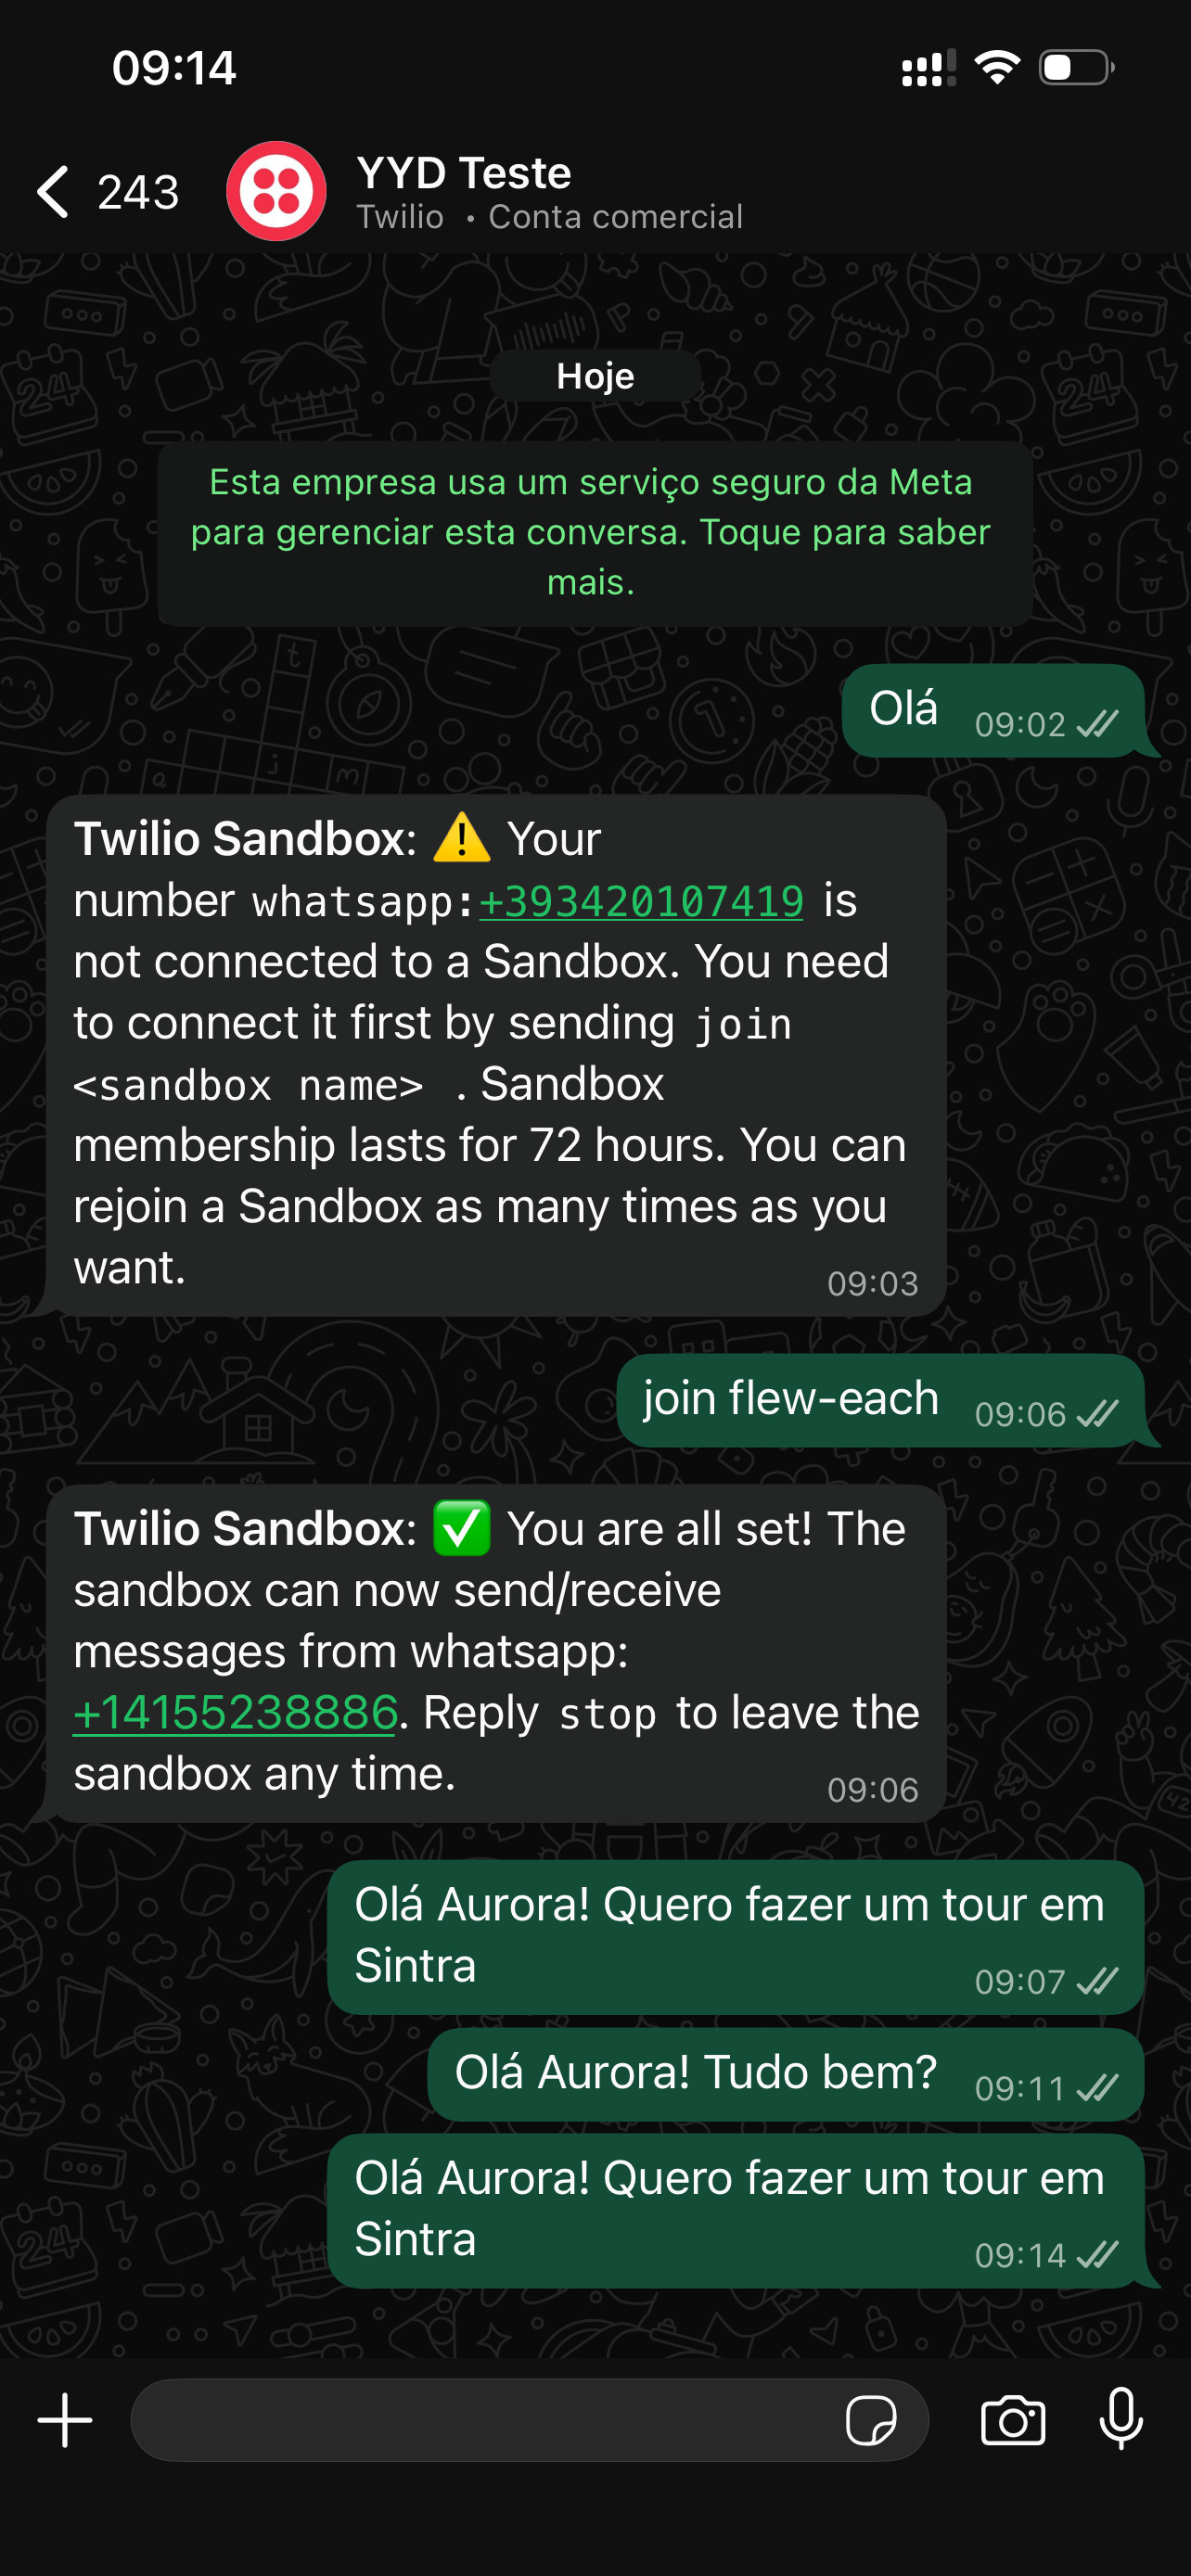 09:14
243
YYD Teste
Twilio • Conta comercial
Hoje
Esta empresa usa um serviço seguro da Meta
para gerenciar esta conversa. Toque para saber
mais.
Olá 09:02
Twilio Sandbox: ⚠️ Your
number whatsapp:+393420107419 is
not connected to a Sandbox. You need
to connect it first by sending join
<sandbox name> . Sandbox
membership lasts for 72 hours. You can
rejoin a Sandbox as many times as you
want.
09:03
join flew-each 09:06
Twilio Sandbox: ✅ You are all set! The
sandbox can now send/receive
messages from whatsapp:
+14155238886. Reply stop to leave the
sandbox any time.
09:06
Olá Aurora! Quero fazer um tour em
Sintra
09:07
Olá Aurora! Tudo bem? 09:11
Olá Aurora! Quero fazer um tour em
Sintra
09:14